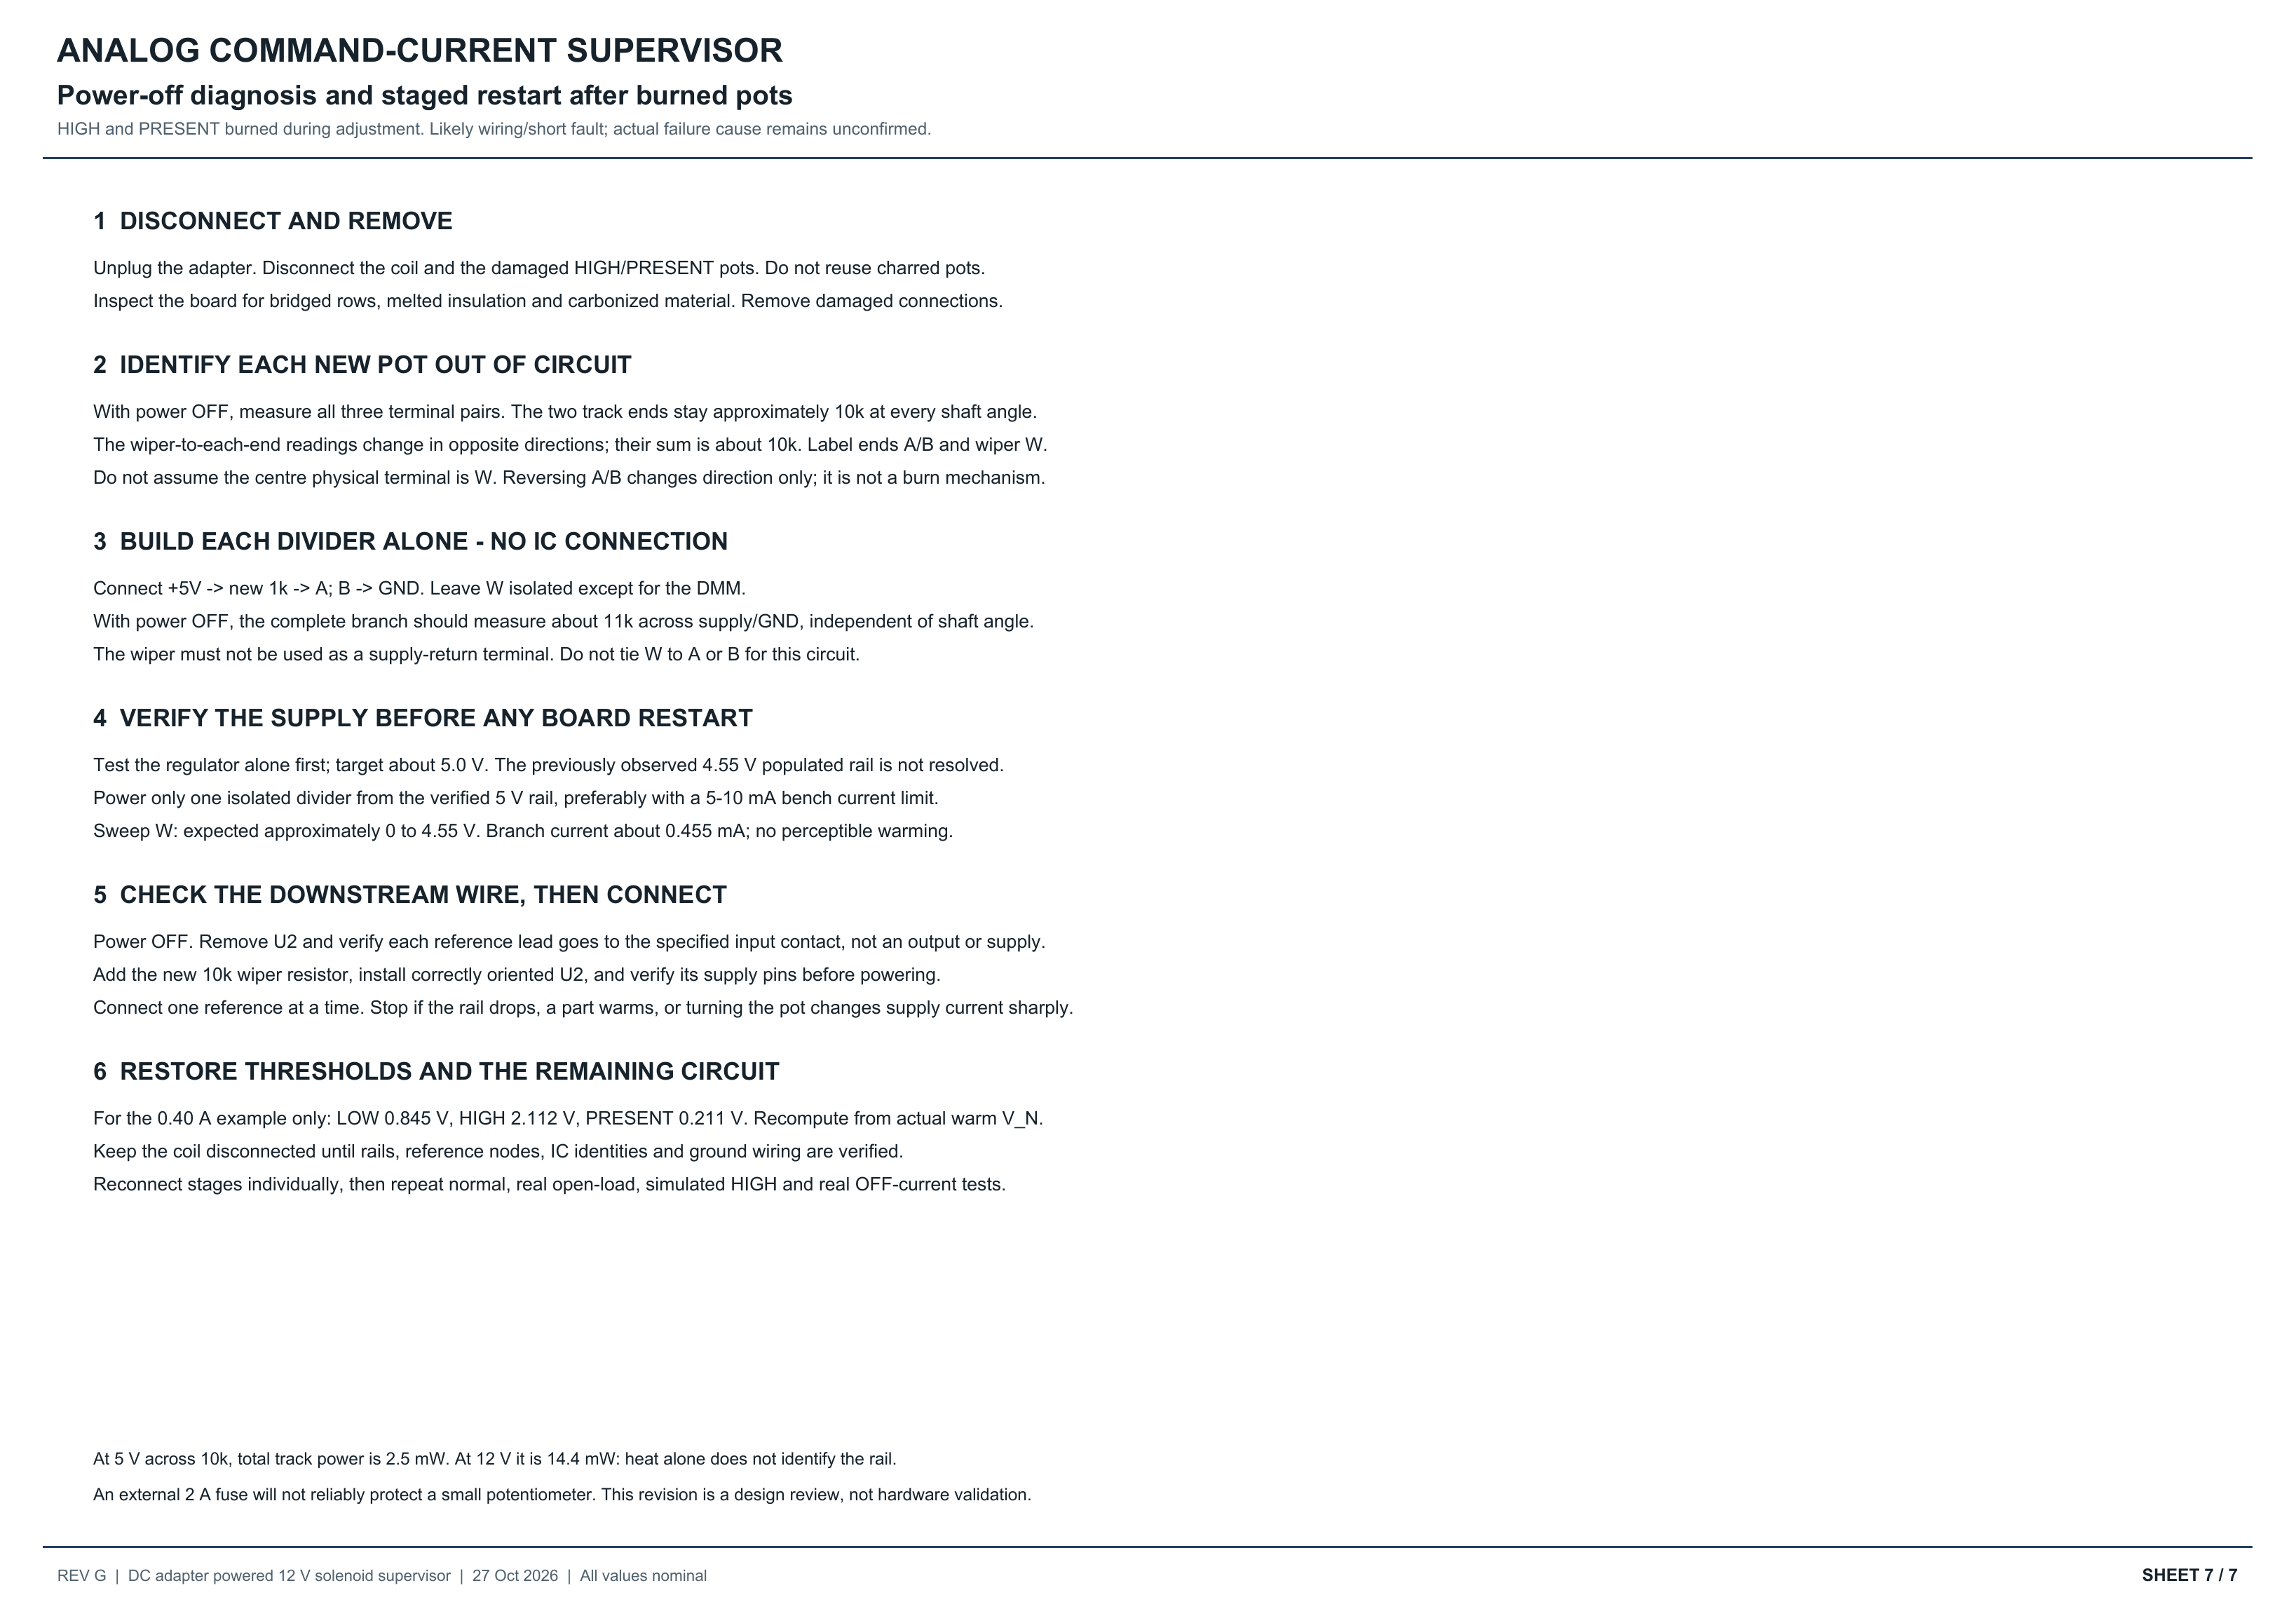 ANALOG COMMAND-CURRENT SUPERVISOR
Power-off diagnosis and staged restart after burned pots
HIGH and PRESENT burned during adjustment. Likely wiring/short fault; actual failure cause remains unconfirmed.
1 DISCONNECT AND REMOVE
Unplug the adapter. Disconnect the coil and the damaged HIGH/PRESENT pots. Do not reuse charred pots.
Inspect the board for bridged rows, melted insulation and carbonized material. Remove damaged connections.
2 IDENTIFY EACH NEW POT OUT OF CIRCUIT
With power OFF, measure all three terminal pairs. The two track ends stay approximately 10k at every shaft angle.
The wiper-to-each-end readings change in opposite directions; their sum is about 10k. Label ends A/B and wiper W.
Do not assume the centre physical terminal is W. Reversing A/B changes direction only; it is not a burn mechanism.
3 BUILD EACH DIVIDER ALONE - NO IC CONNECTION
Connect +5V -> new 1k -> A; B -> GND. Leave W isolated except for the DMM.
With power OFF, the complete branch should measure about 11k across supply/GND, independent of shaft angle.
The wiper must not be used as a supply-return terminal. Do not tie W to A or B for this circuit.
4 VERIFY THE SUPPLY BEFORE ANY BOARD RESTART
Test the regulator alone first; target about 5.0 V. The previously observed 4.55 V populated rail is not resolved.
Power only one isolated divider from the verified 5 V rail, preferably with a 5-10 mA bench current limit.
Sweep W: expected approximately 0 to 4.55 V. Branch current about 0.455 mA; no perceptible warming.
5 CHECK THE DOWNSTREAM WIRE, THEN CONNECT
Power OFF. Remove U2 and verify each reference lead goes to the specified input contact, not an output or supply.
Add the new 10k wiper resistor, install correctly oriented U2, and verify its supply pins before powering.
Connect one reference at a time. Stop if the rail drops, a part warms, or turning the pot changes supply current sharply.
6 RESTORE THRESHOLDS AND THE REMAINING CIRCUIT
For the 0.40 A example only: LOW 0.845 V, HIGH 2.112 V, PRESENT 0.211 V. Recompute from actual warm V_N.
Keep the coil disconnected until rails, reference nodes, IC identities and ground wiring are verified.
Reconnect stages individually, then repeat normal, real open-load, simulated HIGH and real OFF-current tests.
At 5 V across 10k, total track power is 2.5 mW. At 12 V it is 14.4 mW: heat alone does not identify the rail.
An external 2 A fuse will not reliably protect a small potentiometer. This revision is a design review, not hardware validation.
REV G | DC adapter powered 12 V solenoid supervisor | 27 Oct 2026 | All values nominal
SHEET 7 / 7